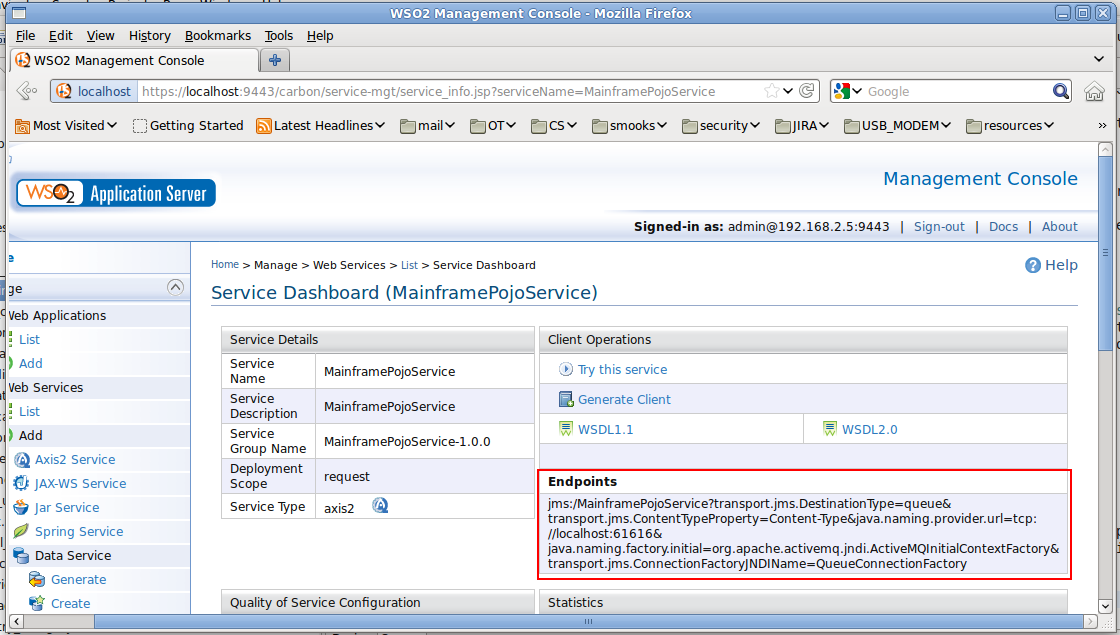 WSO2 Management Console - Mozilla Firefox
File Edit View History Bookmarks Tools Help
WSO2 Management Console
localhost https://localhost:9443/carbon/service-mgt/service_info.jsp?serviceName=MainframePojoService Google
Most Visited Getting Started Latest Headlines mail OT CS smooks security JIRA USB_MODEM resources »
WSO2 Application Server
Management Console
Signed-in as: admin@192.168.2.5:9443 | Sign-out | Docs | About
Home > Manage > Web Services > List > Service Dashboard
Help
Service Dashboard (MainframePojoService)
e
ge
Web Applications
List
Add
Web Services
List
Add
Axis2 Service
JAX-WS Service
Jar Service
Spring Service
Data Service
Generate
Create
Service Details
Service Name MainframePojoService
Service Description MainframePojoService
Service Group Name MainframePojoService-1.0.0
Deployment Scope request
Service Type axis2
Client Operations
Try this service
Generate Client
WSDL1.1 WSDL2.0
Endpoints
jms:/MainframePojoService?transport.jms.DestinationType=queue&
transport.jms.ContentTypeProperty=Content-Type&java.naming.provider.url=tcp:
//localhost:61616&
java.naming.factory.initial=org.apache.activemq.jndi.ActiveMQInitialContextFactory&
transport.jms.ConnectionFactoryJNDIName=QueueConnectionFactory
Quality of Service Configuration
Statistics